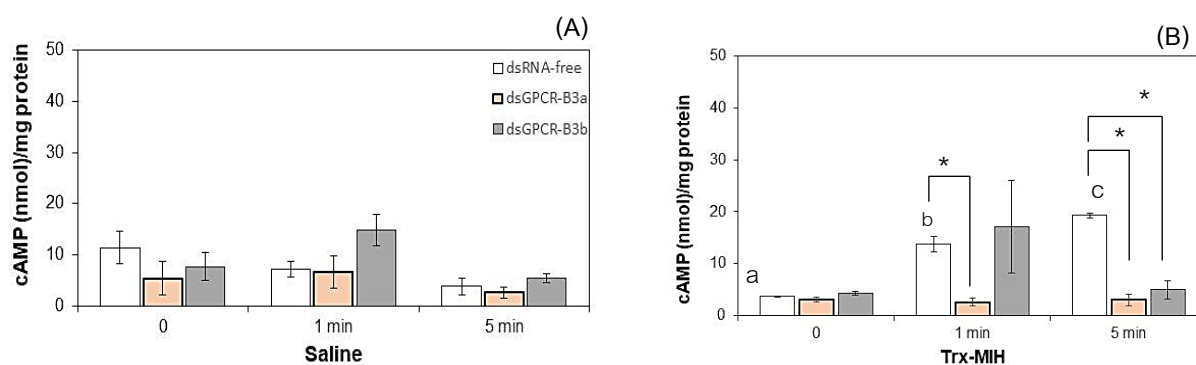 (A)
50
40
30
20
10
0
cAMP (nmol)/mg protein
dsRNA-free
dsGPCR-B3a
dsGPCR-B3b
0
1 min
5 min
Saline
(B)
50
40
30
20
10
0
cAMP (nmol)/mg protein
a
b
*
c
*
*
0
1 min
5 min
Trx-MIH